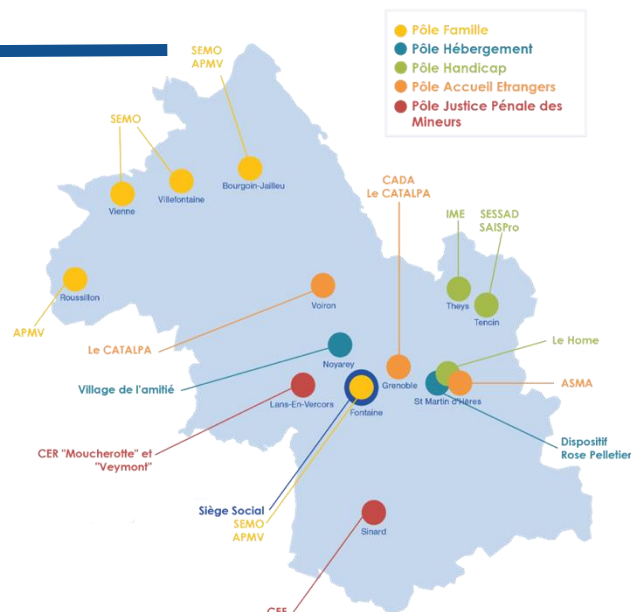 Pôle Famille
Pôle Hébergement
Pôle Handicap
Pôle Accueil Etrangers
Pôle Justice Pénale des
Mineurs
SEMO
APMV
SEMO
Bourgoin-Jailleu
Villefontaine
Vienne
CADA
Le CATALPA
IME
SESSAD
SAISPro
Roussillon
APMV
Voiron
Theys
Tencin
Le CATALPA
Noyarey
Le Home
Village de l'amitié
Grenoble
ASMA
Lans-En-Vercors
Fontaine
St Martin d'Hères
Dispositif
Rose Pelletier
CER "Moucherotte" et
"Veymont"
Siège Social
SEMO
APMV
Sinard